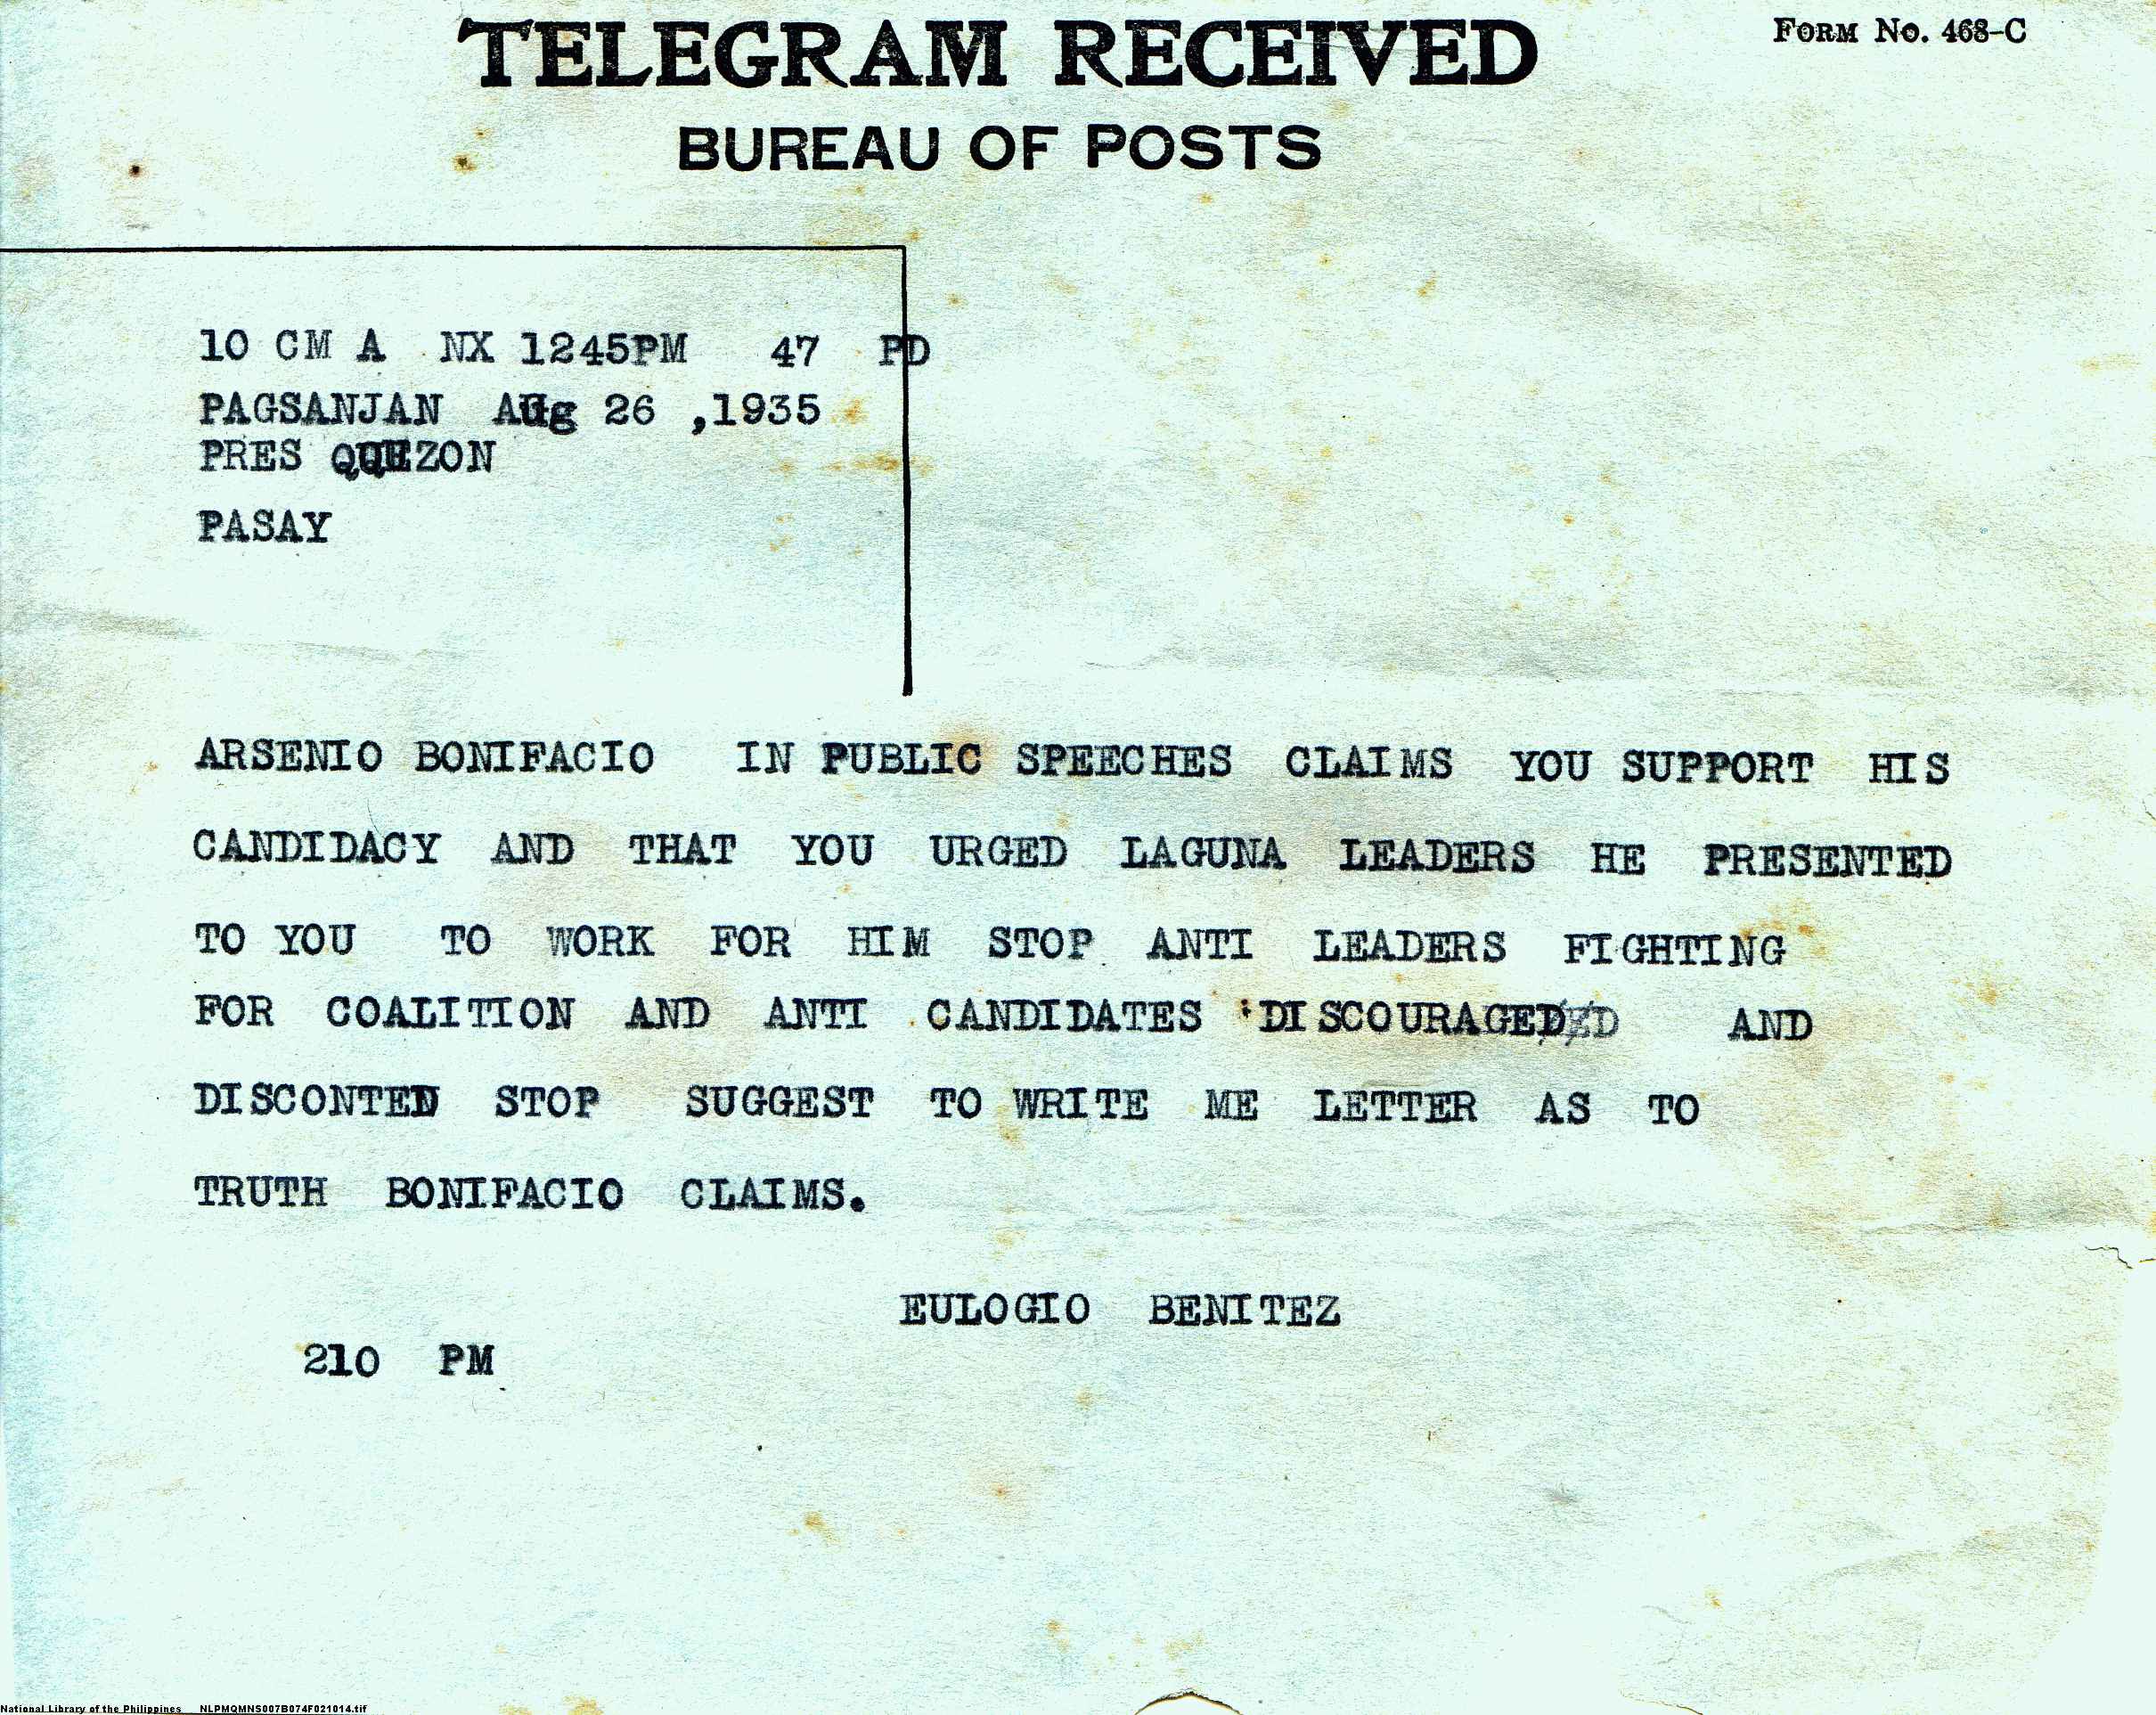 TELEGRAM RECEIVED
FORM NO. 468-C
BUREAU OF POSTS
10 CM A NX 1245PM 47 PD
PAGSANJAN AUg 26 ,1935
PRES QUEZON
PASAY
ARSENIO BONIFACIO IN PUBLIC SPEECHES CLAIMS YOU SUPPORT HIS
CANDIDACY AND THAT YOU URGED LAGUNA LEADERS HE PRESENTED
TO YOU TO WORK FOR HIM STOP ANTI LEADERS FIGHTING
FOR COALITION AND ANTI CANDIDATES DISCOURAGED AND
DISCONTED STOP SUGGEST TO WRITE ME LETTER AS TO
TRUTH BONIFACIO CLAIMS.
EULOGIO BENITEZ
210 PM
National Library of the Philippines NLPMQMNS007B074F021014.tif